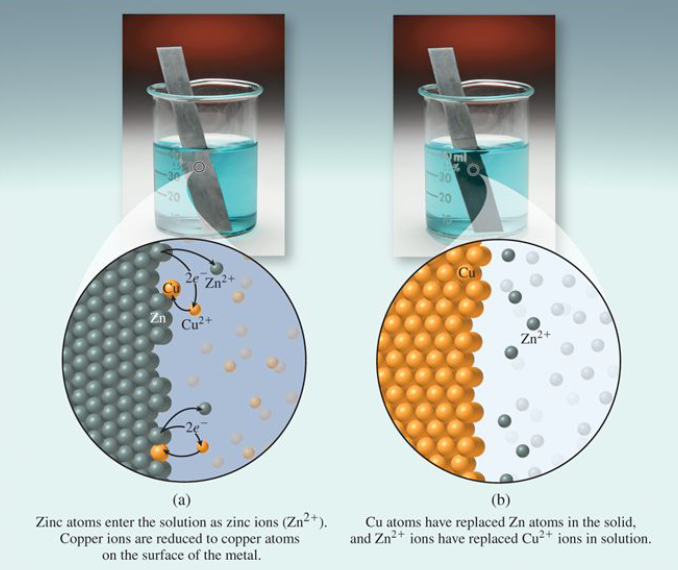 30
20
ml
30
20
Cu
2e⁻
Zn²⁺
Cu
Zn
Cu²⁺
2e⁻
Zn²⁺
(a)
Zinc atoms enter the solution as zinc ions (Zn²⁺).
Copper ions are reduced to copper atoms
on the surface of the metal.
(b)
Cu atoms have replaced Zn atoms in the solid,
and Zn²⁺ ions have replaced Cu²⁺ ions in solution.